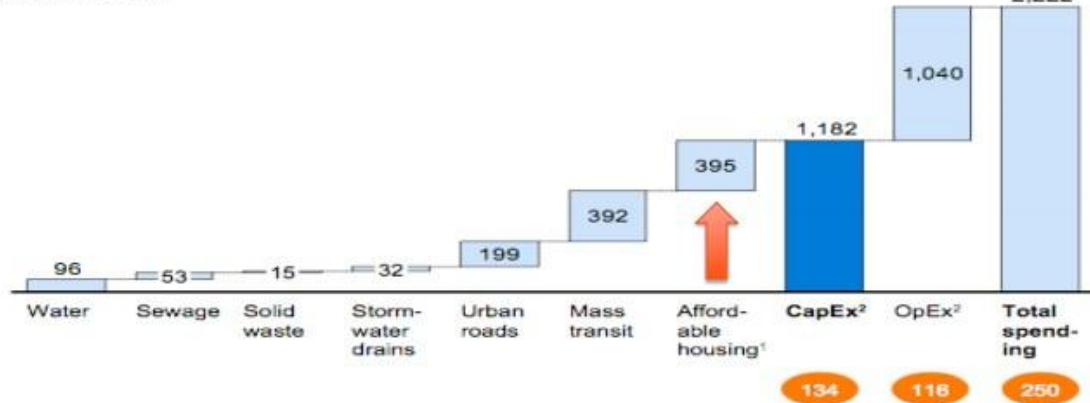 1,040
1,182
395
392
199
96
53
15
32
Water
Sewage
Solid
waste
Storm-
water
drains
Urban
roads
Mass
transit
Afford-
able
housing¹
CapEx²
OpEx²
Total
spend-
ing
134
116
250